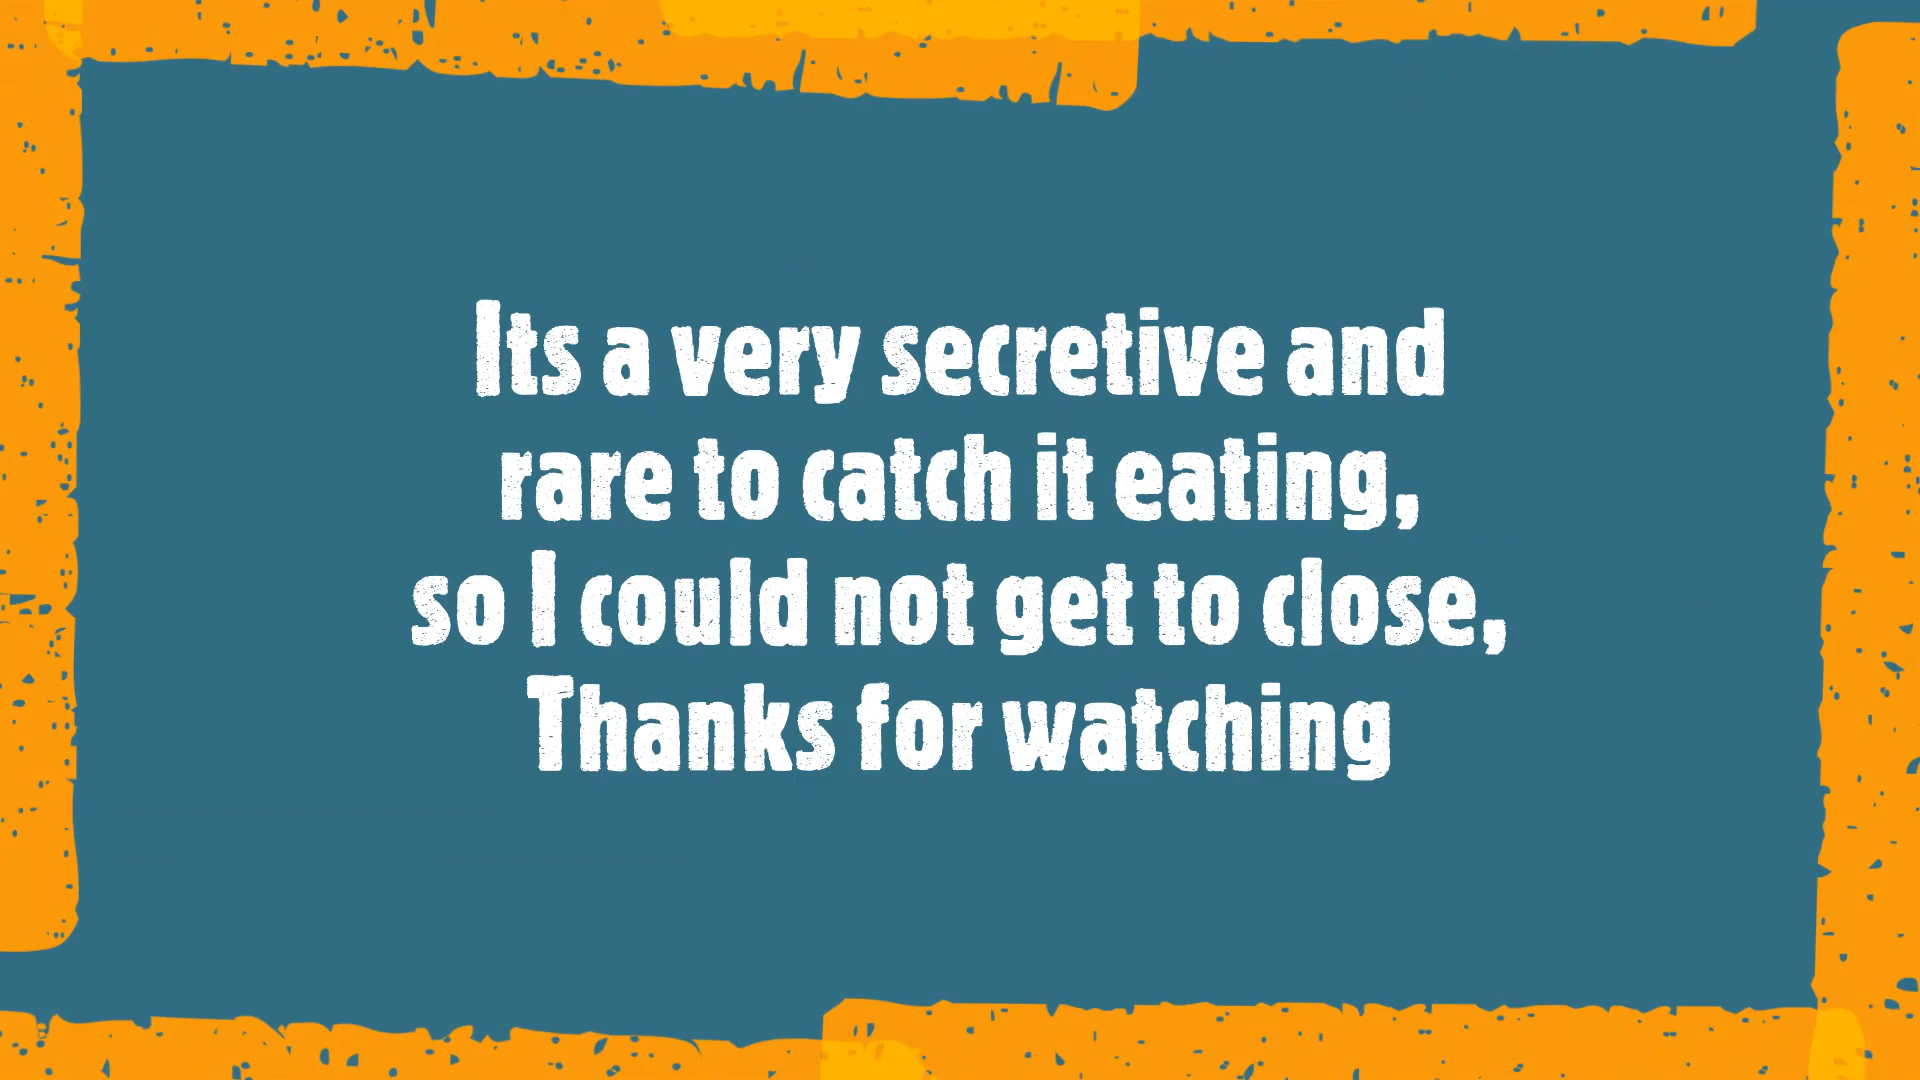 Its a very secretive and
rare to catch it eating,
so I could not get to close,
Thanks for watching